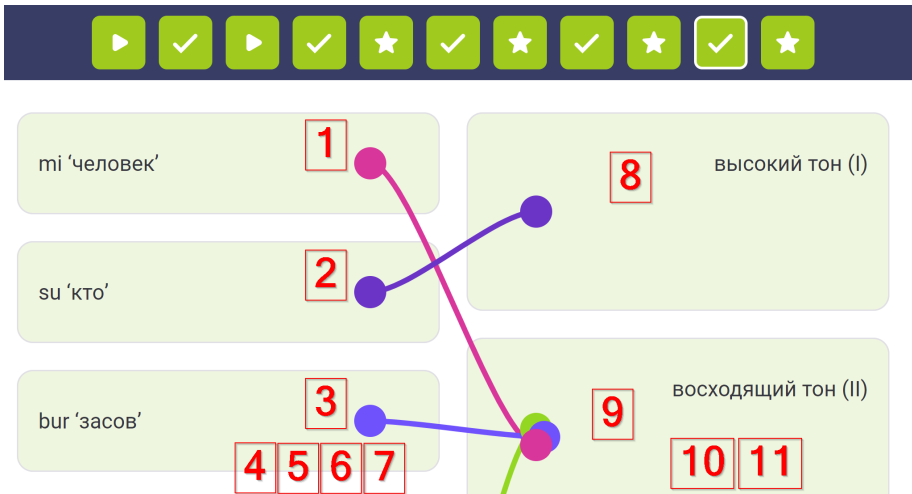 mi ‘человек’
1
8
высокий тон (I)
su ‘кто’
2
bur ‘засов’
3
4 5 6 7
восходящий тон (II)
9
10 11